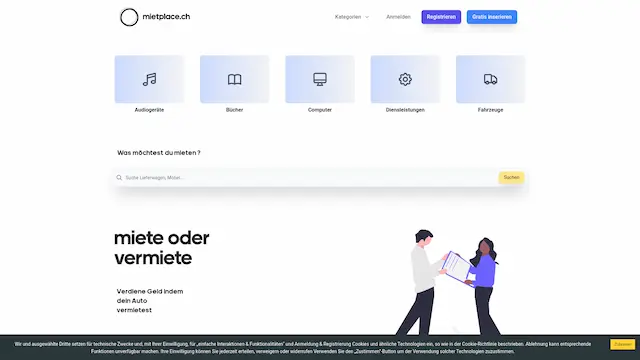 mietplace.ch
Kategorien
Anmelden
Registrieren
Gratis inserieren
Audiogeräte
Bücher
Computer
Diensleistungen
Fahrzeuge
Was möchtest du mieten ?
Suche Lieferwagen, Möbel ...
Suchen
miete oder
vermiete
Verdiene Geld indem
dein Auto
vermietest
Wir und ausgewählte Dritte setzen für technische Zwecke und, mit Ihrer Einwilligung, für „einfache Interaktionen & Funktionalitäten" und Anmeldung & Registrierung Cookies und ähnliche Technologien ein, so wie in der Cookie-Richtlinie beschrieben. Ablehnung kann entsprechende
Funktionen unverfügbar machen. Ihre Einwilligung können Sie jederzeit erteilen, verweigern oder widerrufen Verwenden Sie den „Zustimmen"-Button um der Verwendung solcher Technologien zuzustimmen.